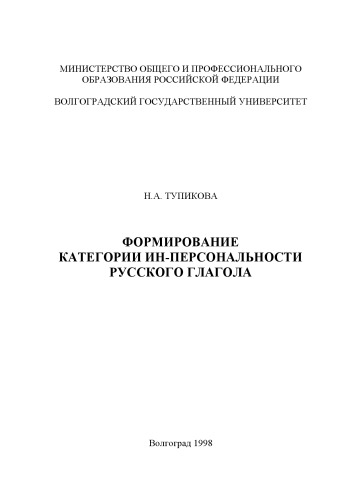 МИНИСТЕРСТВО ОБЩЕГО И ПРОФЕССИОНАЛЬНОГО
ОБРАЗОВАНИЯ РОССИЙСКОЙ ФЕДЕРАЦИИ
ВОЛГОГРАДСКИЙ ГОСУДАРСТВЕННЫЙ УНИВЕРСИТЕТ
Н.А. ТУПИКОВА
ФОРМИРОВАНИЕ
КАТЕГОРИИ ИН-ПЕРСОНАЛЬНОСТИ
РУССКОГО ГЛАГОЛА
Волгоград 1998